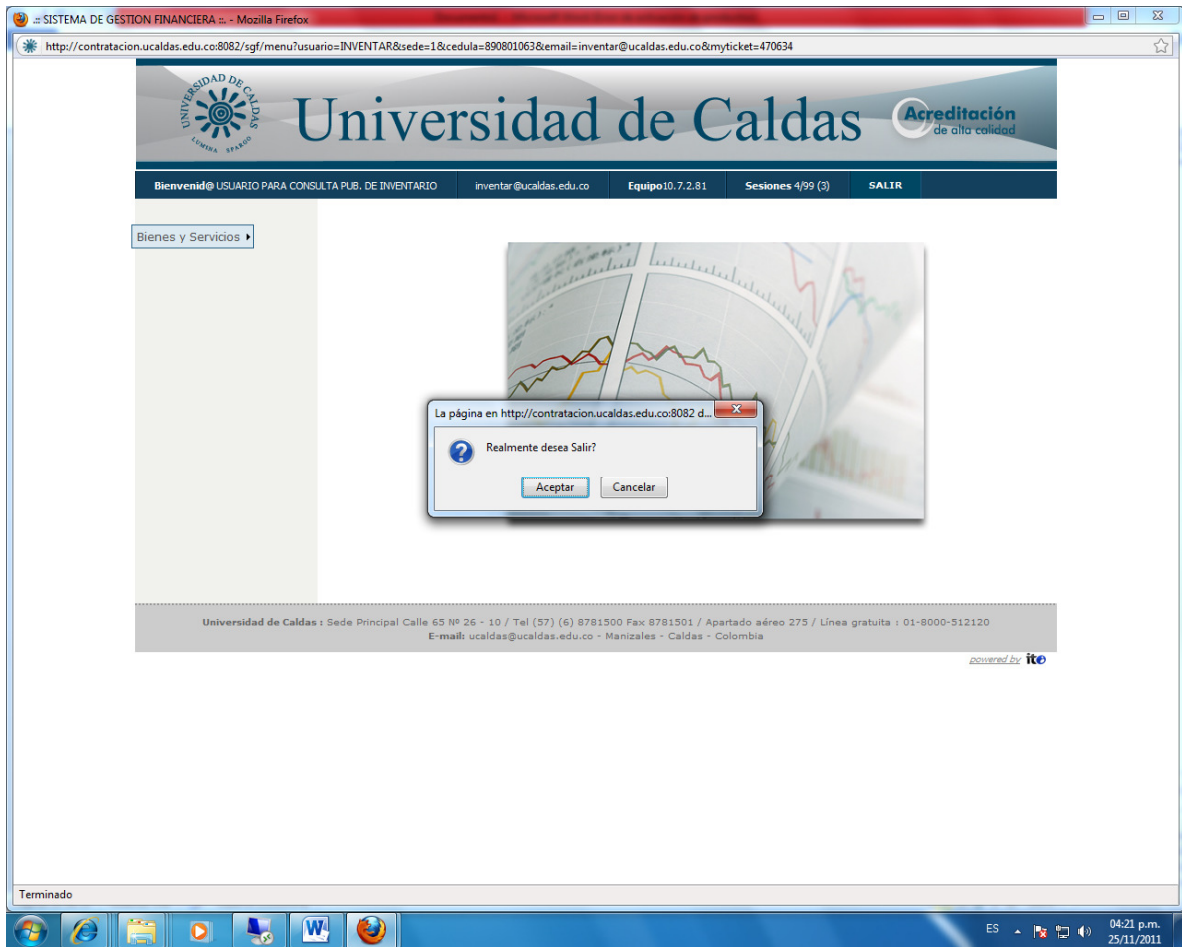 .:: SISTEMA DE GESTION FINANCIERA ::. - Mozilla Firefox
http://contratacion.ucaldas.edu.co:8082/sgf/menu?usuario=INVENTAR&sede=1&cedula=890801063&email=inventar@ucaldas.edu.co&myticket=470634
UNIVERSIDAD DE CALDAS
LUMINA SPARGO
Universidad de Caldas
Acreditación
de alta calidad
Bienvenid@ USUARIO PARA CONSULTA PUB. DE INVENTARIO inventar@ucaldas.edu.co Equipo10.7.2.81 Sesiones 4/99 (3) SALIR
Bienes y Servicios
La página en http://contratacion.ucaldas.edu.co:8082 d...
Realmente desea Salir?
Aceptar Cancelar
Universidad de Caldas : Sede Principal Calle 65 Nº 26 - 10 / Tel (57) (6) 8781500 Fax 8781501 / Apartado aéreo 275 / Línea gratuita : 01-8000-512120
E-mail: ucaldas@ucaldas.edu.co - Manizales - Caldas - Colombia
powered by ito
Terminado
ES 04:21 p.m.
25/11/2011